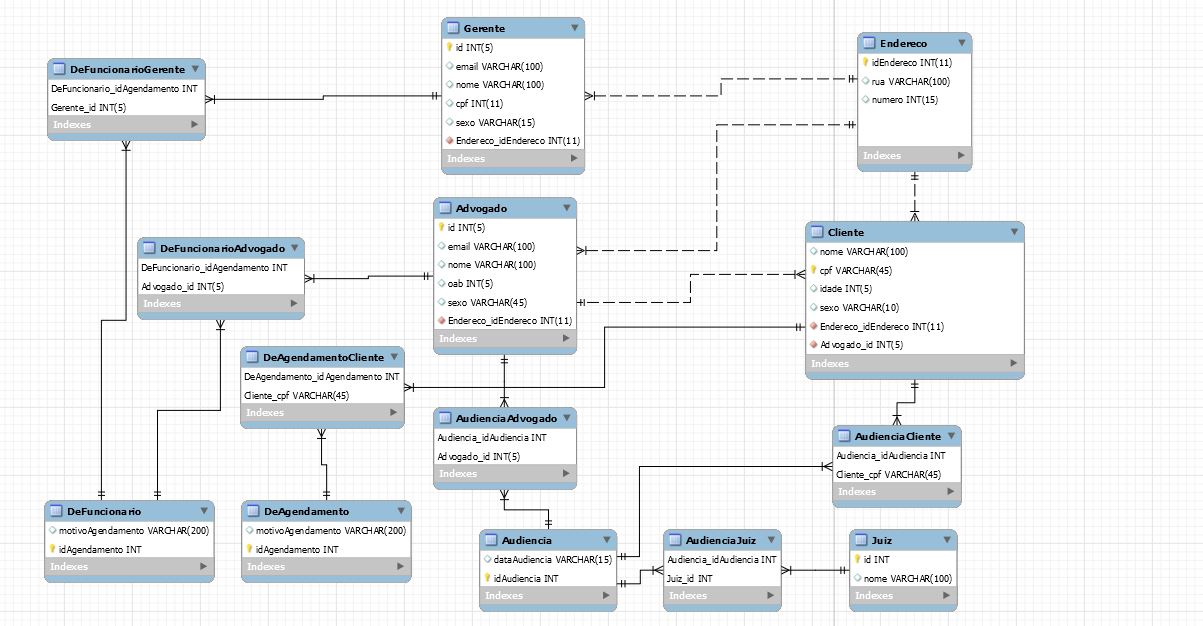 Gerente
id INT(5)
email VARCHAR(100)
nome VARCHAR(100)
cpf INT(11)
sexo VARCHAR(15)
Endereco_idEndereco INT(11)
Indexes
Endereco
idEndereco INT(11)
rua VARCHAR(100)
numero INT(15)
Indexes
DeFuncionarioGerente
DeFuncionario_idAgendamento INT
Gerente_id INT(5)
Indexes
Advogado
id INT(5)
email VARCHAR(100)
nome VARCHAR(100)
oab INT(5)
sexo VARCHAR(45)
Endereco_idEndereco INT(11)
Indexes
Cliente
nome VARCHAR(100)
cpf VARCHAR(45)
idade INT(5)
sexo VARCHAR(10)
Endereco_idEndereco INT(11)
Advogado_id INT(5)
Indexes
DeFuncionarioAdvogado
DeFuncionario_idAgendamento INT
Advogado_id INT(5)
Indexes
DeAgendamentoCliente
DeAgendamento_idAgendamento INT
Cliente_cpf VARCHAR(45)
Indexes
AudienciaAdvogado
Audiencia_idAudiencia INT
Advogado_id INT(5)
Indexes
AudienciaCliente
Audiencia_idAudiencia INT
Cliente_cpf VARCHAR(45)
Indexes
DeFuncionario
motivoAgendamento VARCHAR(200)
idAgendamento INT
Indexes
DeAgendamento
motivoAgendamento VARCHAR(200)
idAgendamento INT
Indexes
Audiencia
dataAudiencia VARCHAR(15)
idAudiencia INT
Indexes
AudienciaJuiz
Audiencia_idAudiencia INT
Juiz_id INT
Indexes
Juiz
id INT
nome VARCHAR(100)
Indexes